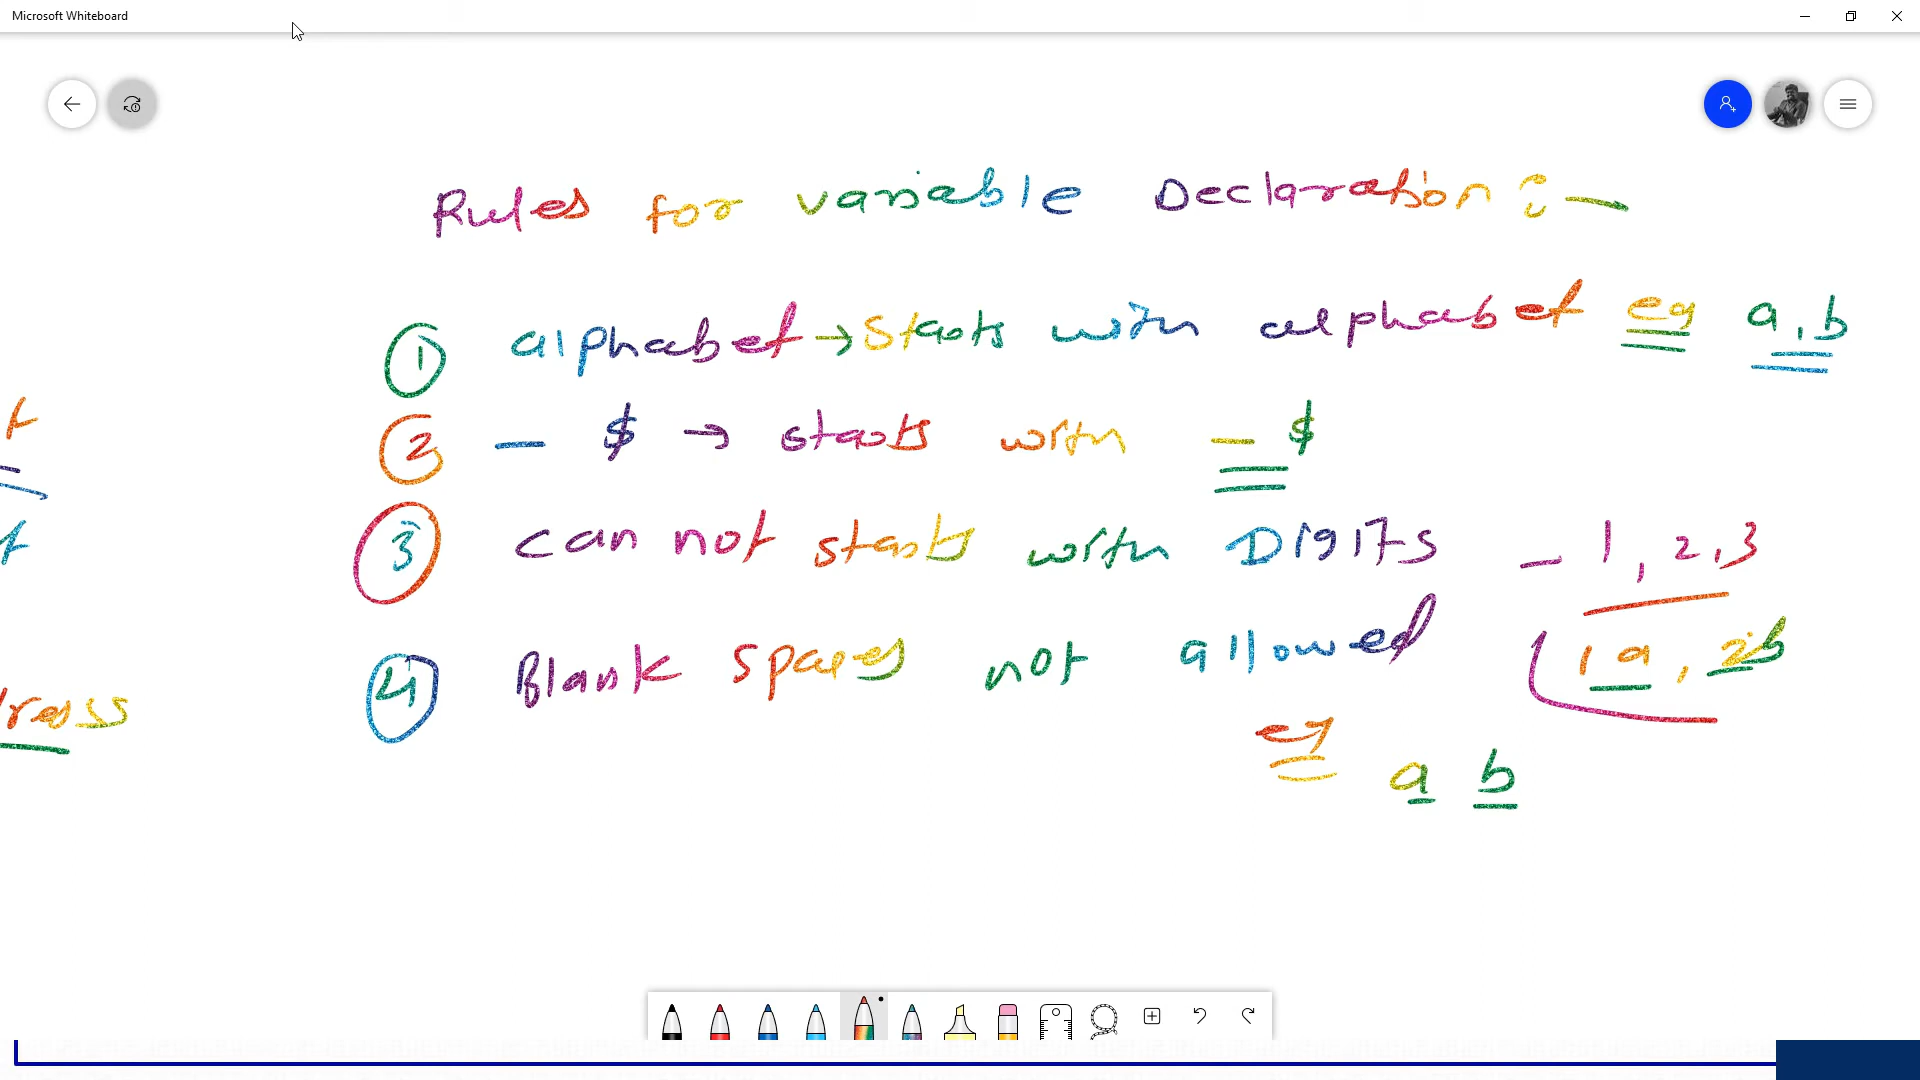 Microsoft Whiteboard
Rules for variable Declaration :-
① alphabet → Starts with alphabet eg a, b
② _ $ → starts with _ $
③ can not starts with Digits - 1, 2, 3
④ Blank spaces not allowed
1a, 2b
eg a b
ress